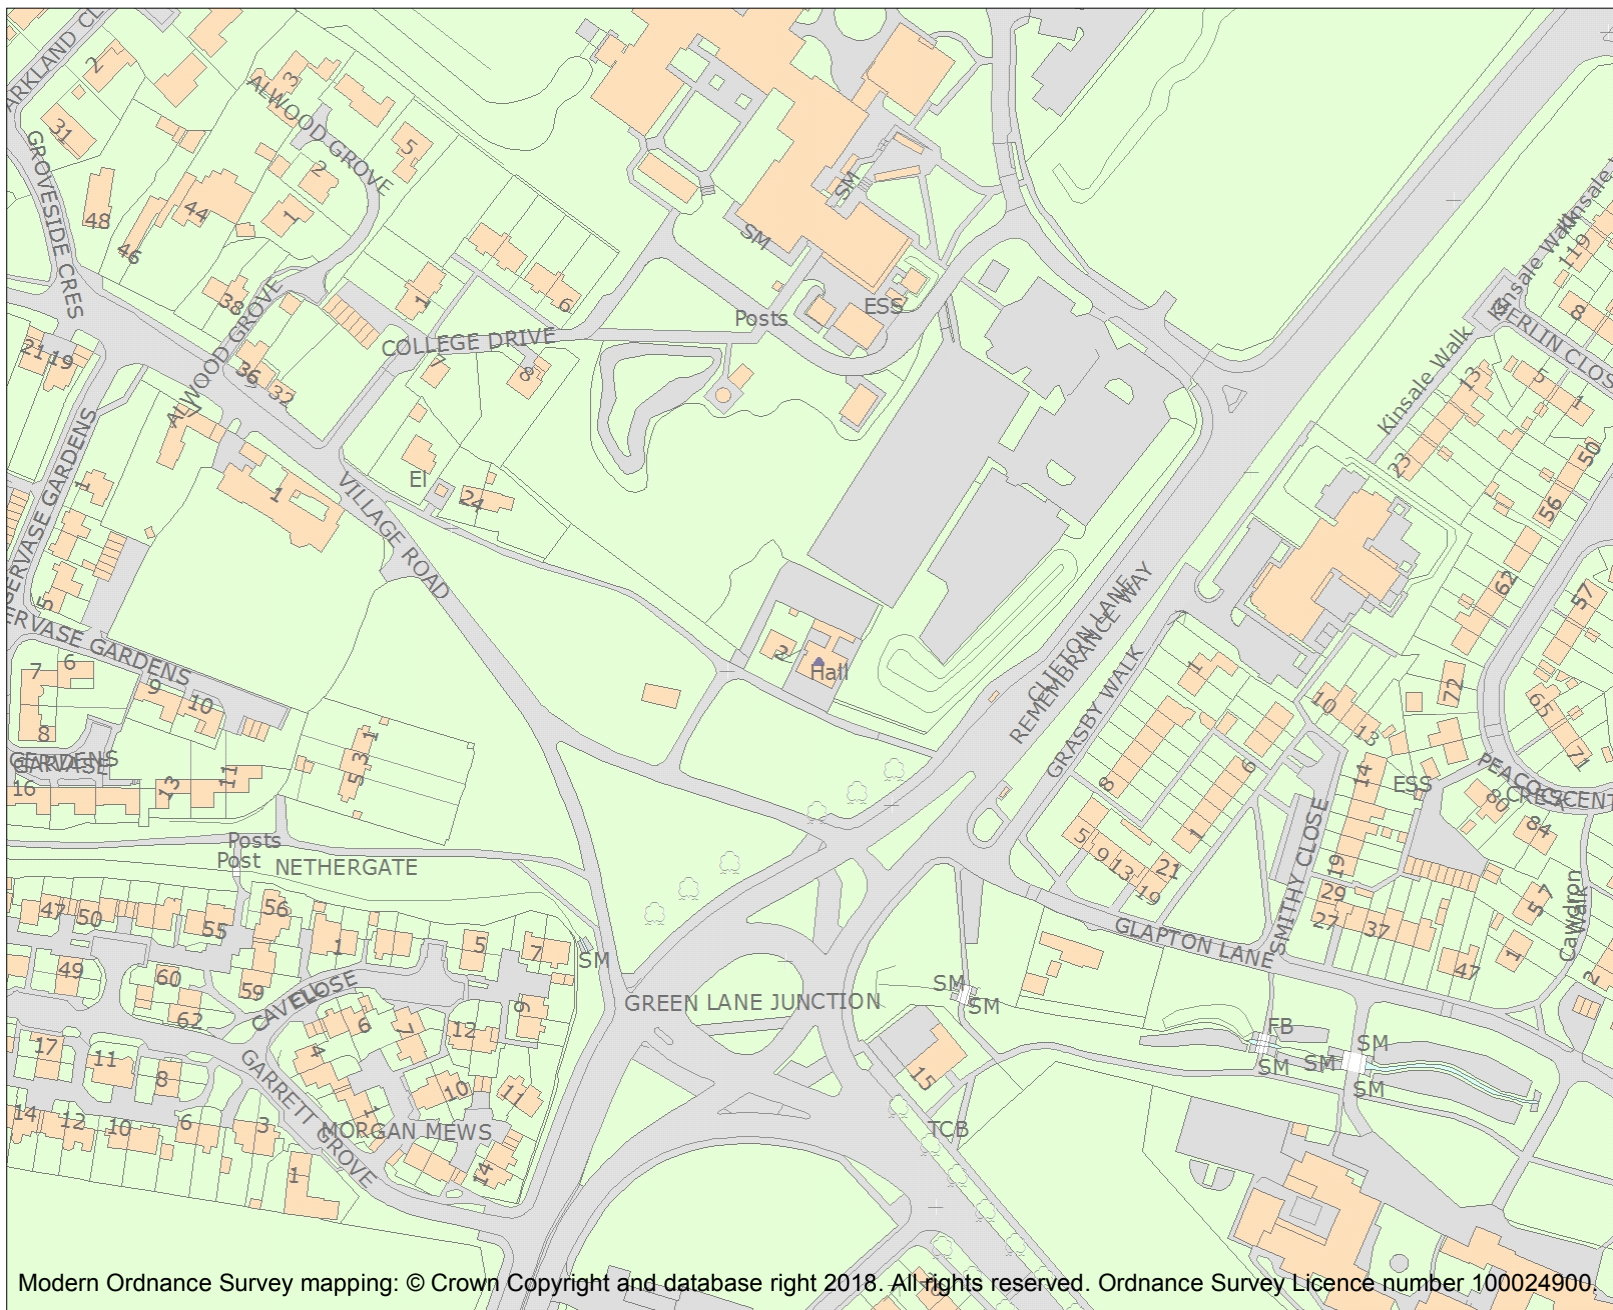 ARKLAND CL
2
3
ALWOOD GROVE
31
5
GROVESIDE CRES
2
48
44
1
46
SM
SM
Kinsale
Kinsale Walk
119
38
ALWOOD GROVE
1
6
Posts
ESS
8
MERLIN CLOS
COLLEGE DRIVE
21
19
36
32
7
8
Kinsale Walk
13
5
1
GERVASE GARDENS
1
1
El
24
VILLAGE ROAD
23
50
56
62
57
5
ERVASE GARDENS
CLIFTON LANE
REMEMBRANCE WAY
GRASBY WALK
2
Hall
7
6
9
10
8
1
72
10
13
65
71
GERDENS
GARVASE
16
13
11
1
3
5
8
6
14
ESS
PEACOCK
CRESCENT
80
84
Posts
Post
NETHERGATE
5
9
13
19
21
1
SMITHY CLOSE
19
29
27
37
57
Cawdron
Walk
47
50
55
56
1
5
7
SM
GLAPTON LANE
47
1
2
49
60
59
62
CAVELL
CLOSE
9
GREEN LANE JUNCTION
SM
SM
FB
SM
SM
SM
SM
17
11
8
4
6
7
12
15
GARRETT GROVE
10
11
14
12
10
6
3
1
MORGAN MEWS
TCB
1
14
Modern Ordnance Survey mapping: © Crown Copyright and database right 2018. All rights reserved. Ordnance Survey Licence number 100024900.